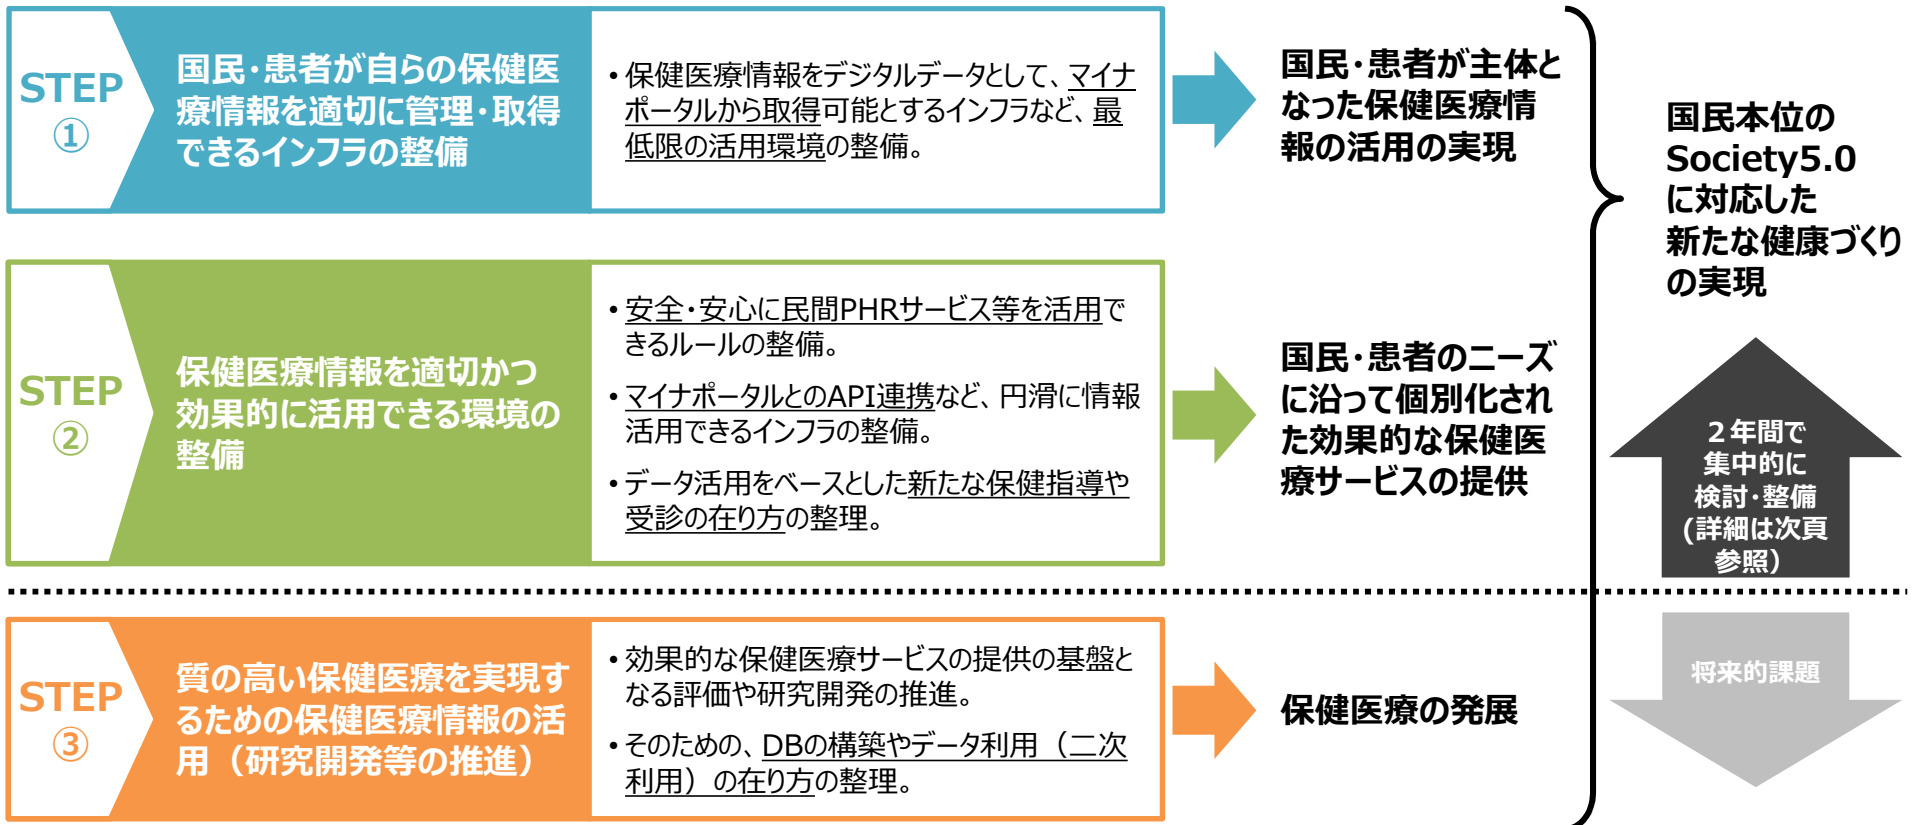 STEP
①
国民・患者が自らの保健医
療情報を適切に管理・取得
できるインフラの整備
• 保健医療情報をデジタルデータとして、マイナ
ポータルから取得可能とするインフラなど、最
低限の活用環境の整備。
国民・患者が主体と
なった保健医療情
報の活用の実現
STEP
②
保健医療情報を適切かつ
効果的に活用できる環境の
整備
• 安全・安心に民間PHRサービス等を活用で
きるルールの整備。
• マイナポータルとのAPI連携など、円滑に情報
活用できるインフラの整備。
• データ活用をベースとした新たな保健指導や
受診の在り方の整理。
国民・患者のニーズ
に沿って個別化され
た効果的な保健医
療サービスの提供
STEP
③
質の高い保健医療を実現す
るための保健医療情報の活
用（研究開発等の推進）
• 効果的な保健医療サービスの提供の基盤と
なる評価や研究開発の推進。
• そのための、DBの構築やデータ利用（二次
利用）の在り方の整理。
保健医療の発展
国民本位の
Society5.0
に対応した
新たな健康づくり
の実現
２年間で
集中的に
検討・整備
(詳細は次頁
参照）
将来的課題